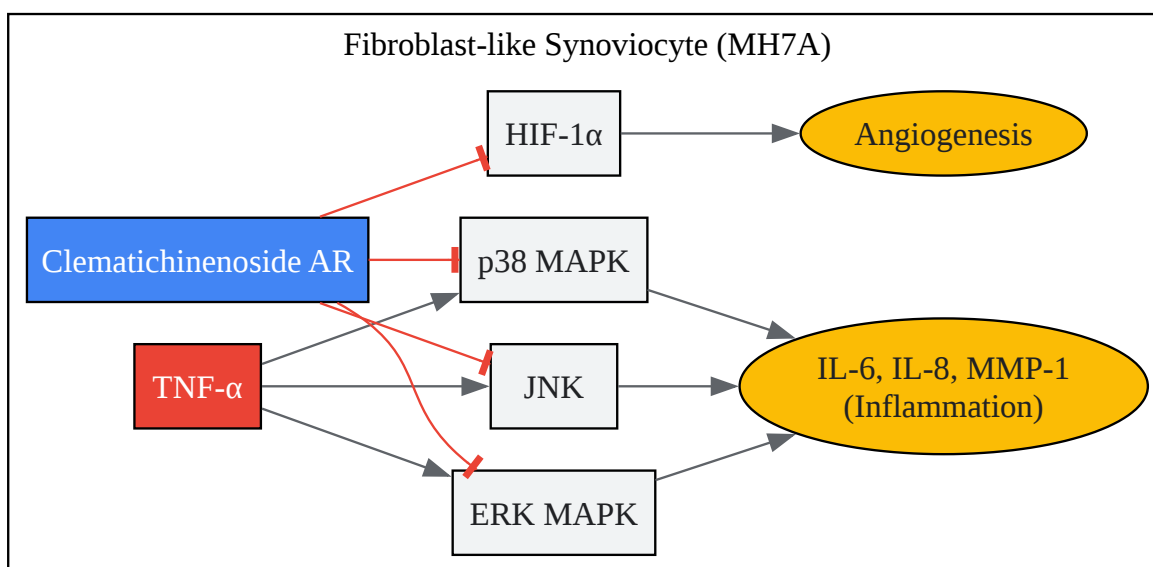 Fibroblast-like Synoviocyte (MH7A)
HIF-1α
Angiogenesis
Clematichinenoside AR
p38 MAPK
TNF-α
JNK
IL-6, IL-8, MMP-1
(Inflammation)
ERK MAPK